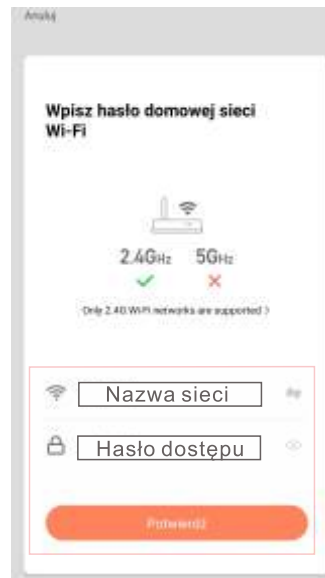 Anuluj
Wpisz hasło domowej sieci
Wi-Fi
2.4GHz 5GHz
Only 2.4G Wi-Fi networks are supported >
Nazwa sieci
Hasło dostępu
Potwierdź